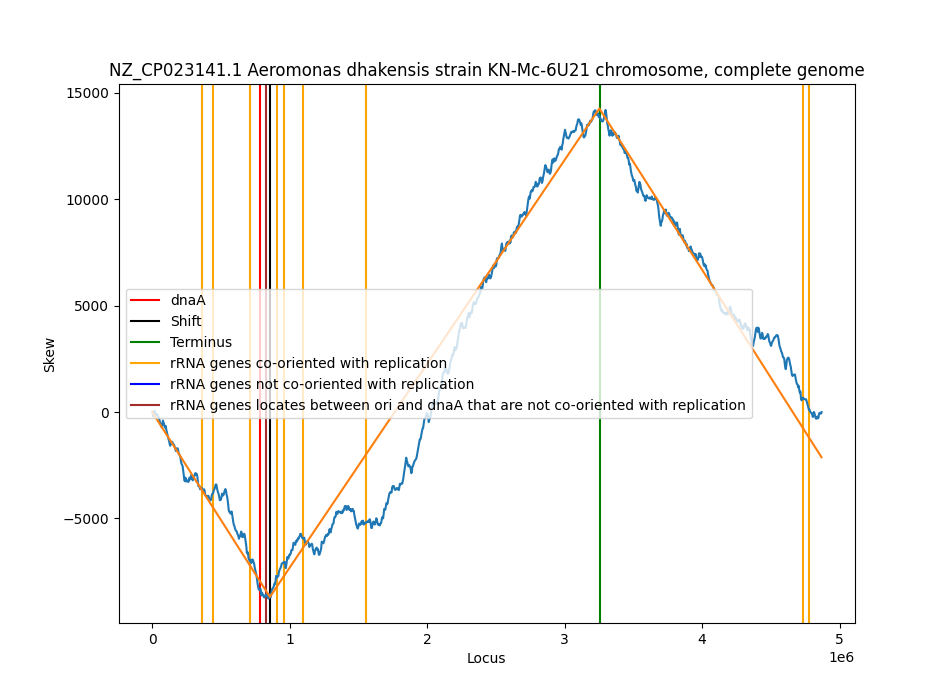 NZ_CP023141.1 Aeromonas dhakensis strain KN-Mc-6U21 chromosome, complete genome
15000
10000
5000
0
−5000
Skew
dnaA
Shift
Terminus
rRNA genes co-oriented with replication
rRNA genes not co-oriented with replication
rRNA genes locates between ori and dnaA that are not co-oriented with replication
0 1 2 3 4 5
1e6
Locus